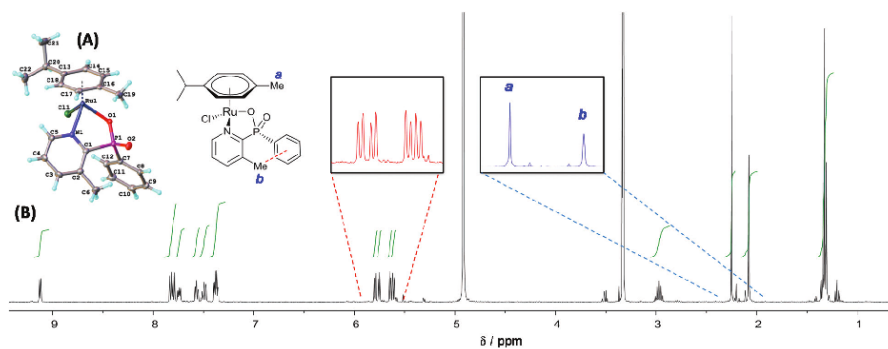 (A)
C21
C20
C22
C13
C14
C15
C18
C16
C17
C19
Ru1
Cl1
O1
N1
P1
O2
C5
C1
C12
C7
C4
C11
C3
C2
C9
C10
C6
a
Me
Cl
Ru
O
O
N
P
Me
b
a
b
(B)
9
8
7
6
5
4
3
2
1
δ / ppm